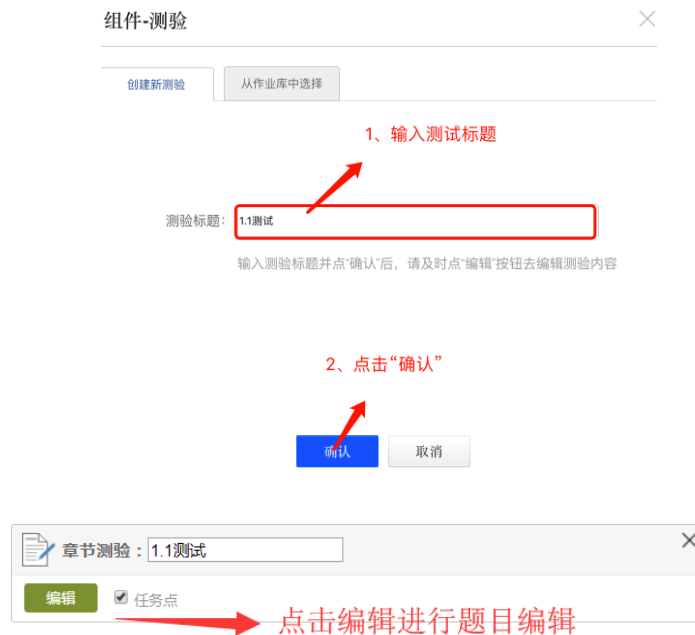 组件-测验
创建新测验 从作业库中选择
1、输入测试标题
测验标题: 1.1测试
输入测验标题并点“确认”后，请及时点“编辑”按钮去编辑测验内容
2、点击“确认”
确认 取消
章节测验：1.1测试
编辑 任务点
点击编辑进行题目编辑